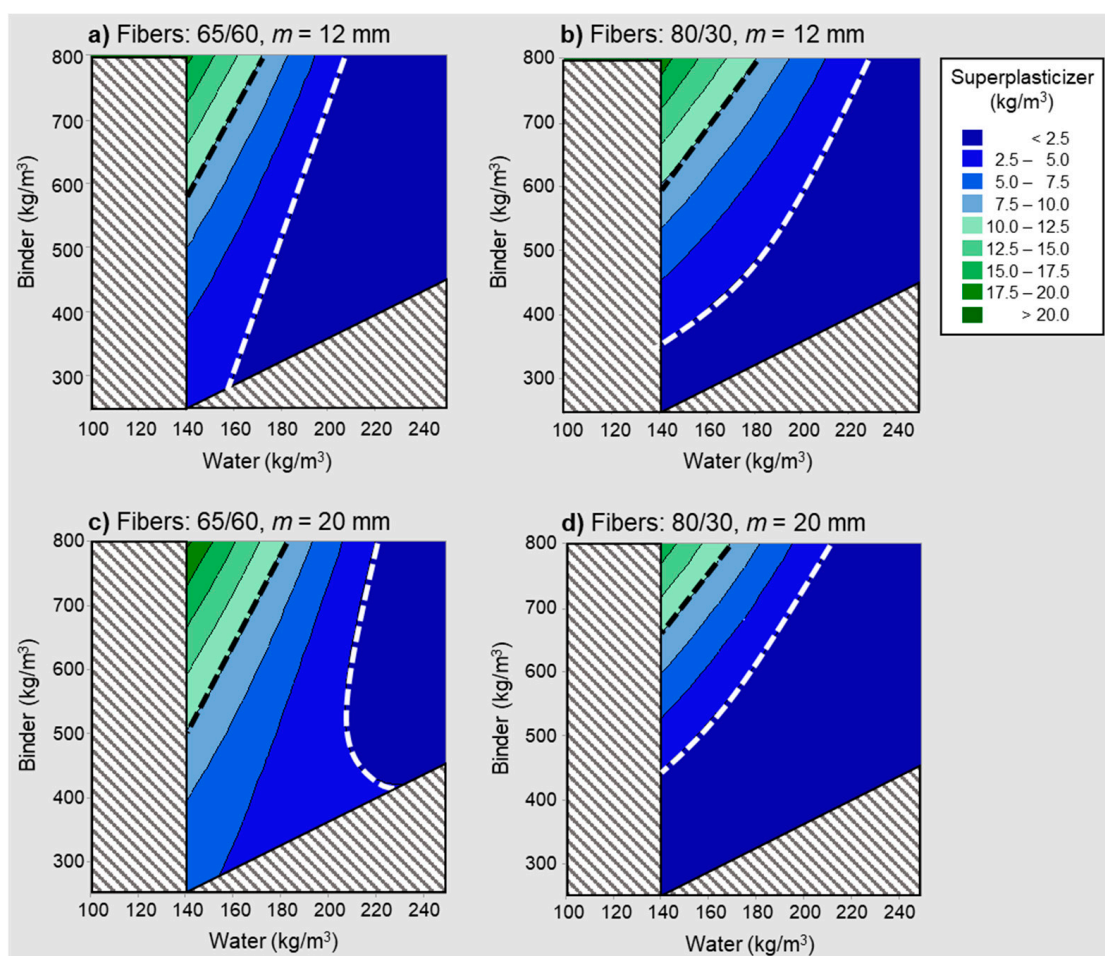 a) Fibers: 65/60, m = 12 mm
800
700
600
500
400
300
Binder (kg/m³)
100 120 140 160 180 200 220 240
Water (kg/m³)
b) Fibers: 80/30, m = 12 mm
800
700
600
500
400
300
Binder (kg/m³)
100 120 140 160 180 200 220 240
Water (kg/m³)
Superplasticizer
(kg/m³)
< 2.5
2.5 – 5.0
5.0 – 7.5
7.5 – 10.0
10.0 – 12.5
12.5 – 15.0
15.0 – 17.5
17.5 – 20.0
> 20.0
c) Fibers: 65/60, m = 20 mm
800
700
600
500
400
300
Binder (kg/m³)
100 120 140 160 180 200 220 240
Water (kg/m³)
d) Fibers: 80/30, m = 20 mm
800
700
600
500
400
300
Binder (kg/m³)
100 120 140 160 180 200 220 240
Water (kg/m³)